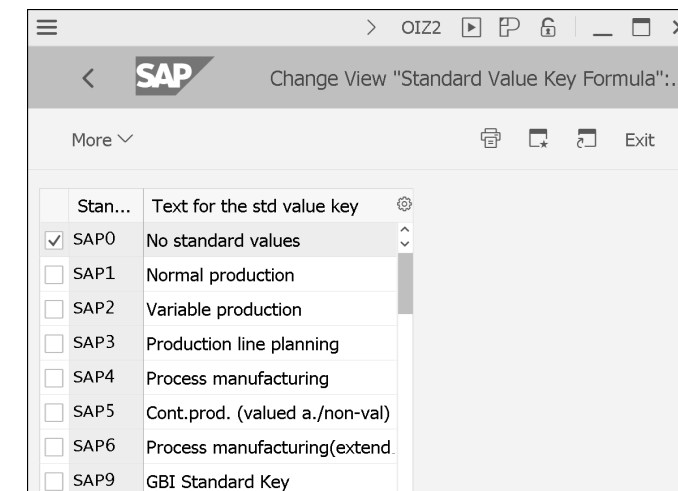 OIZ2
SAP Change View "Standard Value Key Formula":.
More Exit
Stan... Text for the std value key
SAP0 No standard values
SAP1 Normal production
SAP2 Variable production
SAP3 Production line planning
SAP4 Process manufacturing
SAP5 Cont.prod. (valued a./non-val)
SAP6 Process manufacturing(extend
SAP9 GBI Standard Key